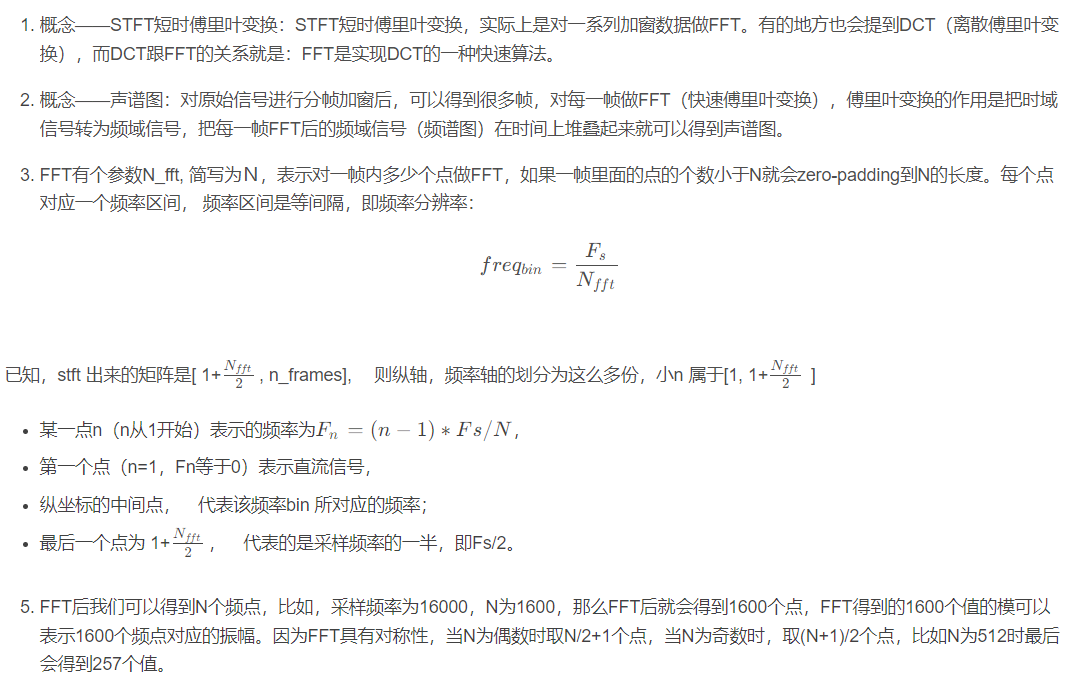 1. 概念——STFT短时傅里叶变换：STFT短时傅里叶变换，实际上是对一系列加窗数据做FFT。有的地方也会提到DCT（离散傅里叶变
换），而DCT跟FFT的关系就是：FFT是实现DCT的一种快速算法。
2. 概念——声谱图：对原始信号进行分帧加窗后，可以得到很多帧，对每一帧做FFT（快速傅里叶变换），傅里叶变换的作用是把时域
信号转为频域信号，把每一帧FFT后的频域信号（频谱图）在时间上堆叠起来就可以得到声谱图。
3. FFT有个参数N_fft, 简写为N，表示对一帧内多少个点做FFT，如果一帧里面的点的个数小于N就会zero-padding到N的长度。每个点
对应一个频率区间， 频率区间是等间隔，即频率分辨率：
$freq_{bin} = \frac{F_s}{N_{fft}}$
已知，stft 出来的矩阵是[ 1+$\frac{N_{fft}}{2}$ , n_frames], 则纵轴，频率轴的划分为这么多份，小n 属于[1, 1+$\frac{N_{fft}}{2}$ ]
• 某一点n（n从1开始）表示的频率为$F_n = (n-1) * Fs/N$，
• 第一个点（n=1，Fn等于0）表示直流信号，
• 纵坐标的中间点， 代表该频率bin 所对应的频率；
• 最后一个点为 1+$\frac{N_{fft}}{2}$， 代表的是采样频率的一半，即Fs/2。
5. FFT后我们可以得到N个频点，比如，采样频率为16000，N为1600，那么FFT后就会得到1600个点，FFT得到的1600个值的模可以
表示1600个频点对应的振幅。因为FFT具有对称性，当N为偶数时取N/2+1个点，当N为奇数时，取(N+1)/2个点，比如N为512时最后
会得到257个值。